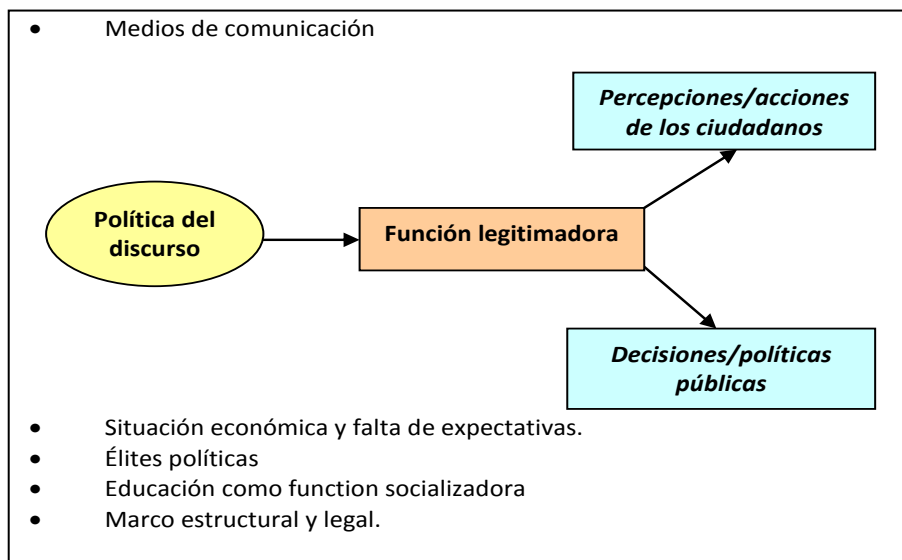 • Medios de comunicación
Percepciones/acciones
de los ciudadanos
Política del
discurso
Función legitimadora
Decisiones/políticas
públicas
• Situación económica y falta de expectativas.
• Élites políticas
• Educación como function socializadora
• Marco estructural y legal.